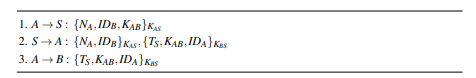 1. A → S : {N_A, ID_B, K_AB}_{K_AS}
2. S → A : {N_A, ID_B}_{K_AS}, {T_S, K_AB, ID_A}_{K_BS}
3. A → B : {T_S, K_AB, ID_A}_{K_BS}